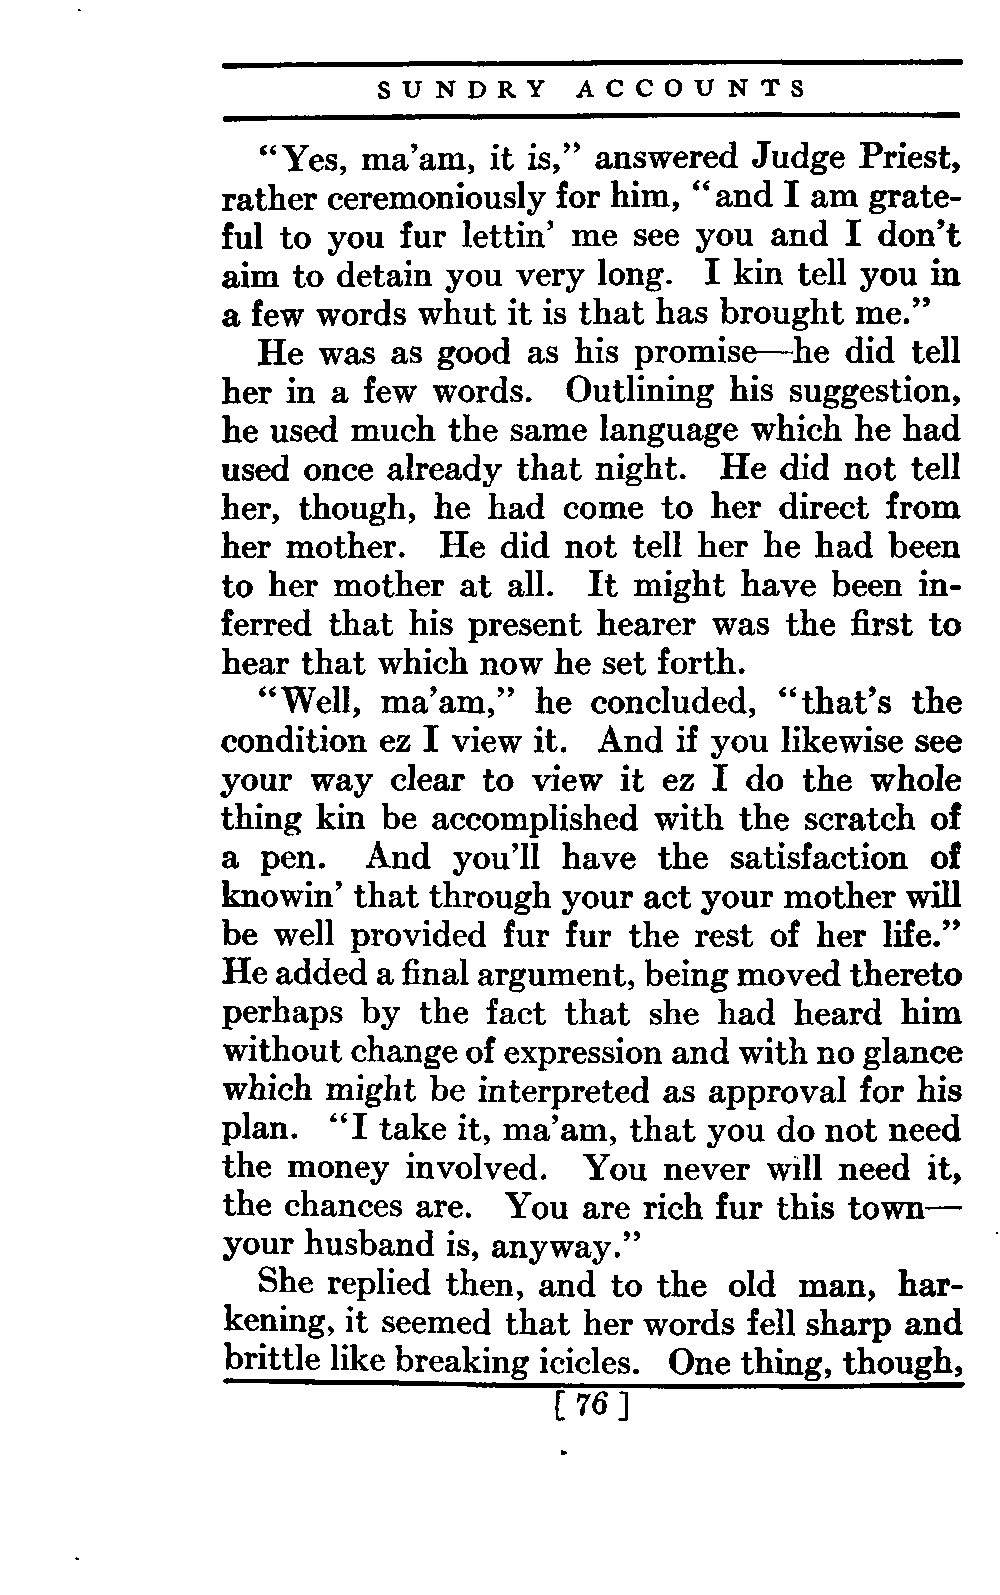 SUNDRY ACCOUNTS
“Yes, ma’am, it is,” answered Judge Priest,
rather ceremoniously for him, “and I am grate-
ful to you fur lettin’ me see you and I don’t
aim to detain you very long. I kin tell you in
a few words whut it is that has brought me.”
He was as good as his promise—he did tell
her in a few words. Outlining his suggestion,
he used much the same language which he had
used once already that night. He did not tell
her, though, he had come to her direct from
her mother. He did not tell her he had been
to her mother at all. It might have been in-
ferred that his present hearer was the first to
hear that which now he set forth.
“Well, ma’am,” he concluded, “that’s the
condition ez I view it. And if you likewise see
your way clear to view it ez I do the whole
thing kin be accomplished with the scratch of
a pen. And you’ll have the satisfaction of
knowin’ that through your act your mother will
be well provided fur fur the rest of her life.”
He added a final argument, being moved thereto
perhaps by the fact that she had heard him
without change of expression and with no glance
which might be interpreted as approval for his
plan. “I take it, ma’am, that you do not need
the money involved. You never will need it,
the chances are. You are rich fur this town—
your husband is, anyway.”
She replied then, and to the old man, har-
kening, it seemed that her words fell sharp and
brittle like breaking icicles. One thing, though,
[ 76 ]